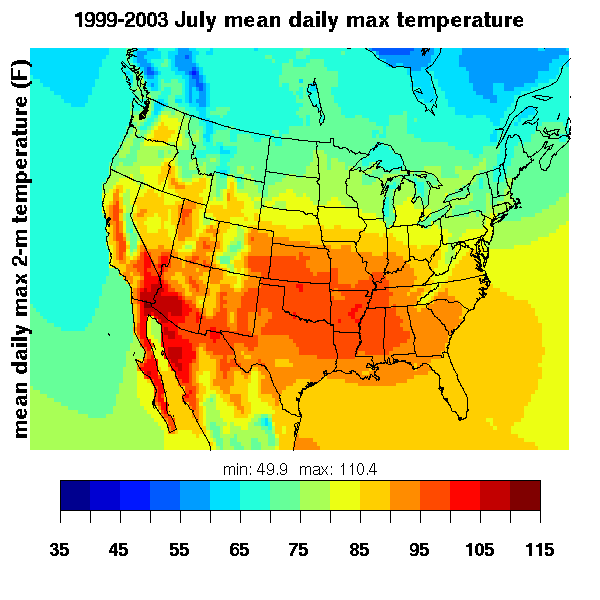 1999-2003 July mean daily max temperature
mean daily max 2-m temperature (F)
min: 49.9 max: 110.4
35 45 55 65 75 85 95 105 115